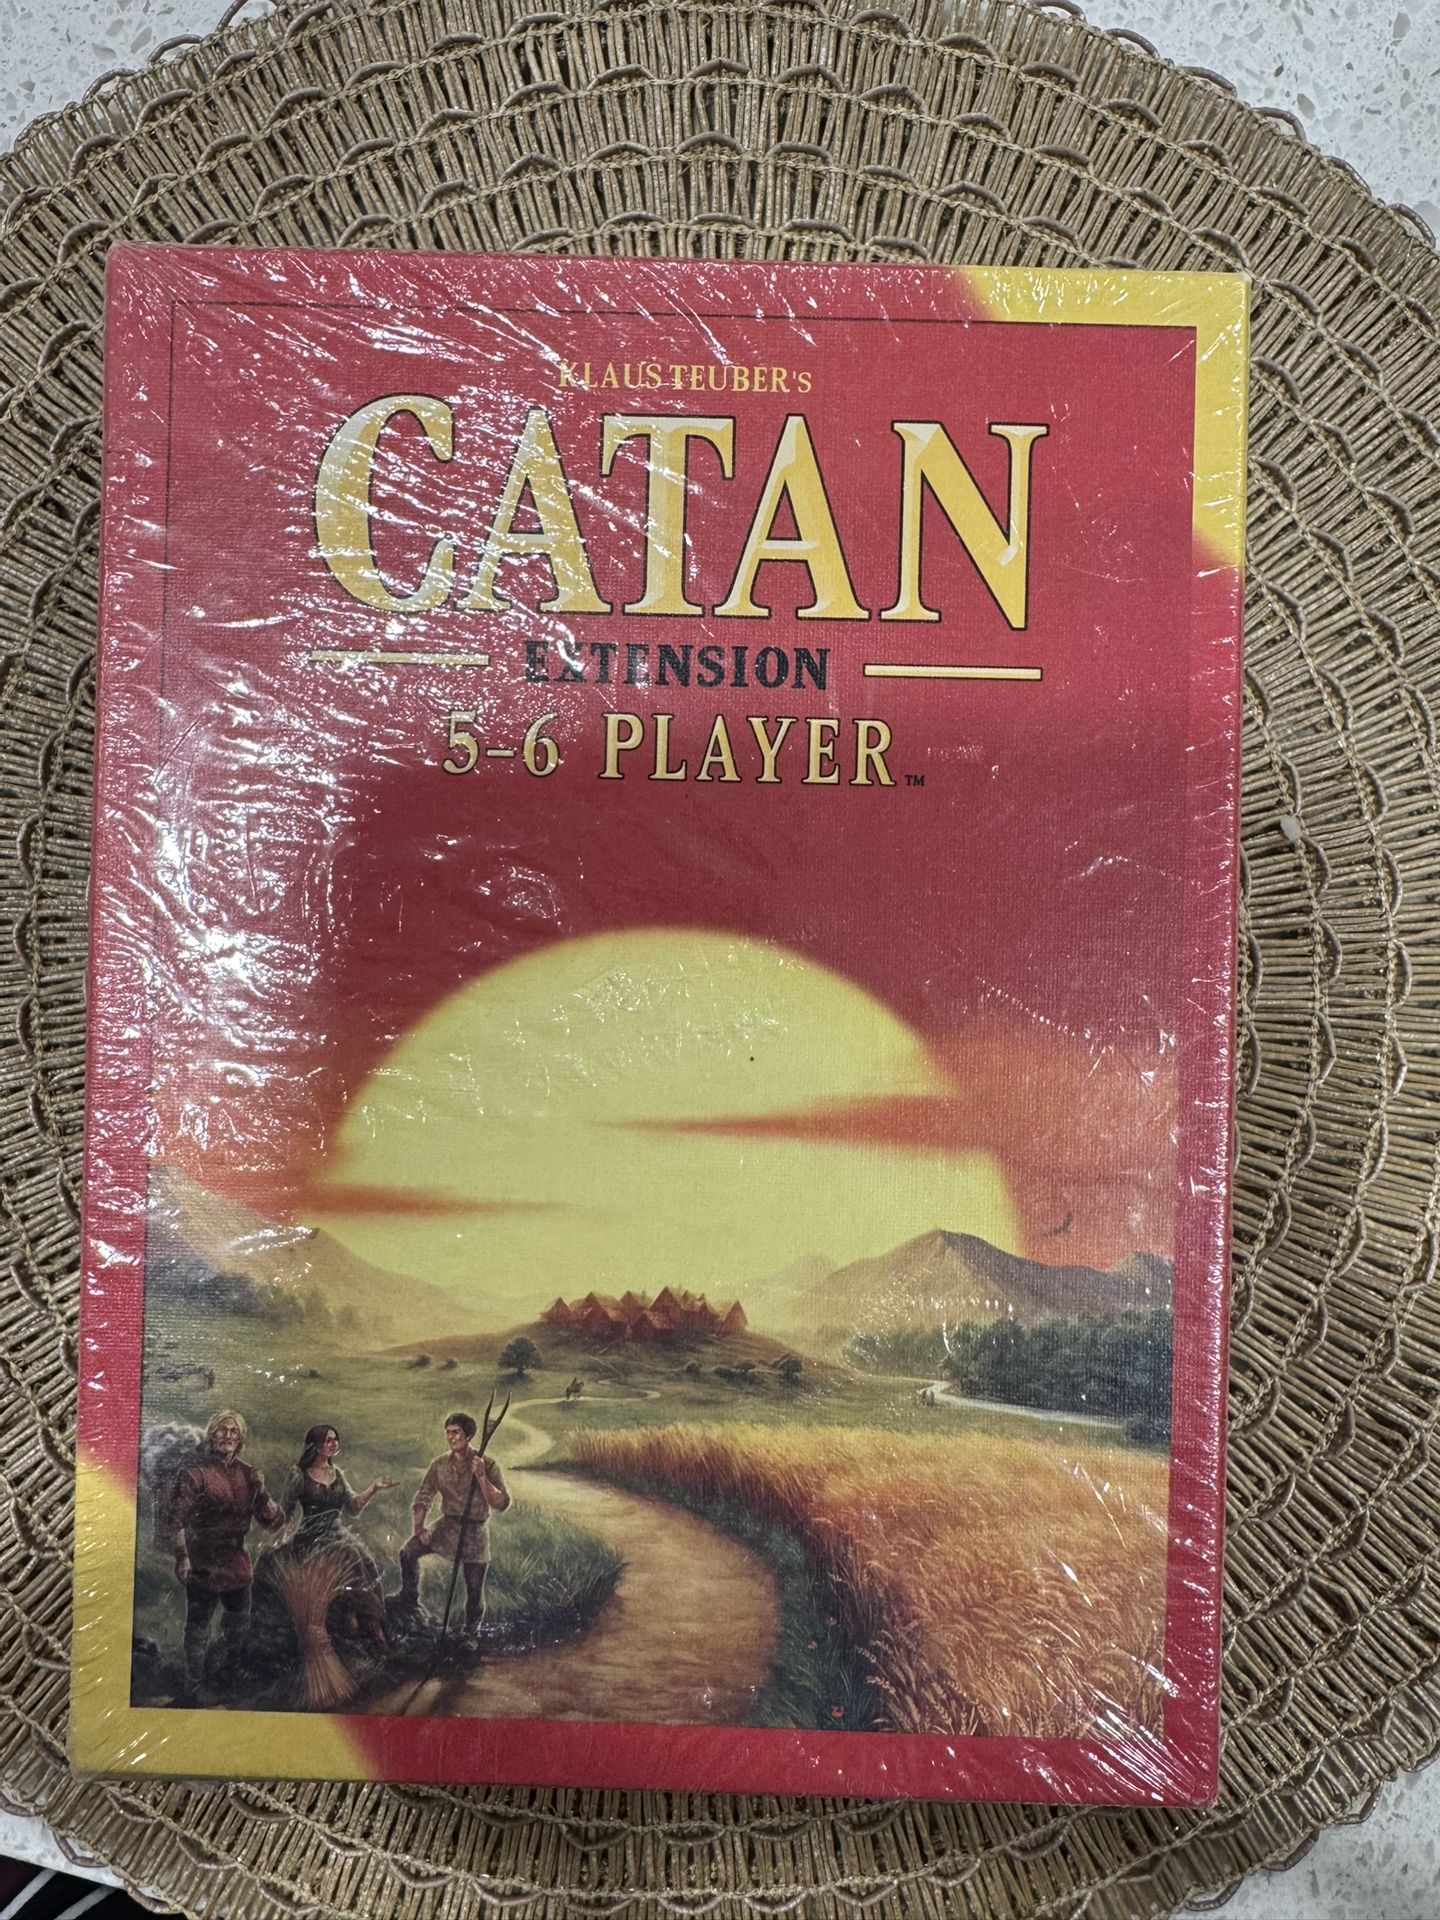 KLAUS TEUBER'S
CATAN
EXTENSION
5-6 PLAYER™